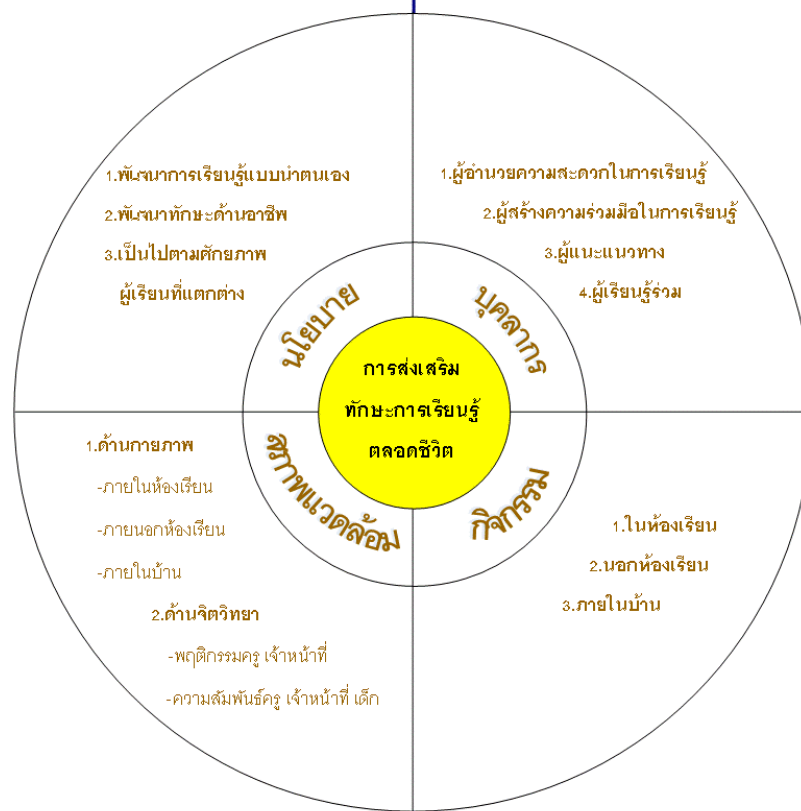 1.พัฒนาการเรียนรู้แบบนำตนเอง
2.พัฒนาทักษะด้านอาชีพ
3.เป็นไปตามศักยภาพ
ผู้เรียนที่แตกต่าง
นโยบาย
1.ผู้อำนวยความสะดวกในการเรียนรู้
2.ผู้สร้างความร่วมมือในการเรียนรู้
3.ผู้แนะแนวทาง
4.ผู้เรียนรู้ร่วม
บุคลากร
การส่งเสริม
ทักษะการเรียนรู้
ตลอดชีวิต
สภาพแวดล้อม
1.ด้านกายภาพ
-ภายในห้องเรียน
-ภายนอกห้องเรียน
-ภายในบ้าน
2.ด้านจิตวิทยา
-พฤติกรรมครู เจ้าหน้าที่
-ความสัมพันธ์ครู เจ้าหน้าที่ เด็ก
กิจกรรม
1.ในห้องเรียน
2.นอกห้องเรียน
3.ภายในบ้าน